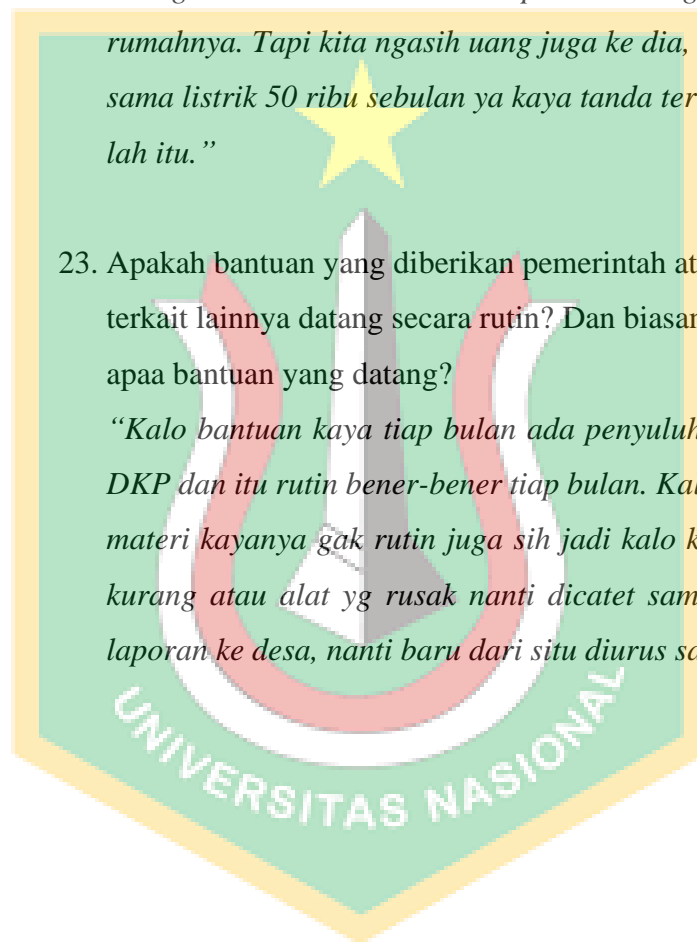 rumahnya. Tapi kita ngasih uang juga ke dia,
sama listrik 50 ribu sebulan ya kaya tanda ter
lah itu.”
23. Apakah bantuan yang diberikan pemerintah at
terkait lainnya datang secara rutin? Dan biasan
apaa bantuan yang datang?
“Kalo bantuan kaya tiap bulan ada penyuluh
DKP dan itu rutin bener-bener tiap bulan. Kal
materi kayanya gak rutin juga sih jadi kalo k
kurang atau alat yg rusak nanti dicatet sam
laporan ke desa, nanti baru dari situ diurus sa
UNIVERSITAS NASIONAL